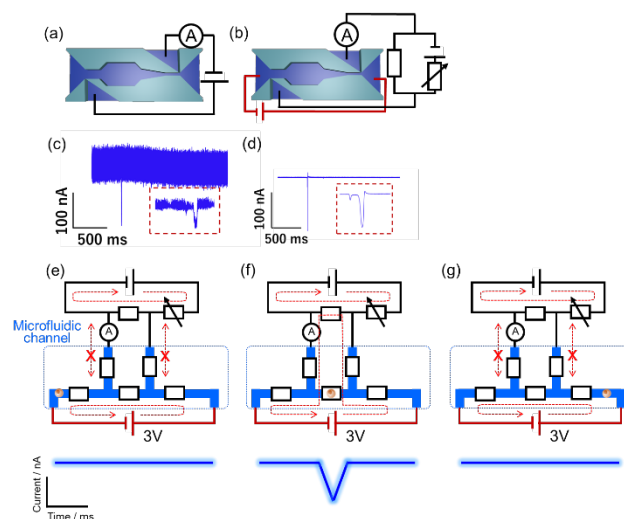 (a)
A
(b)
A
(c)
100 nA
500 ms
(d)
100 nA
500 ms
(e)
(f)
(g)
Microfluidic
channel
A
X
X
A
A
X
X
3V
3V
3V
Current / nA
Time / ms